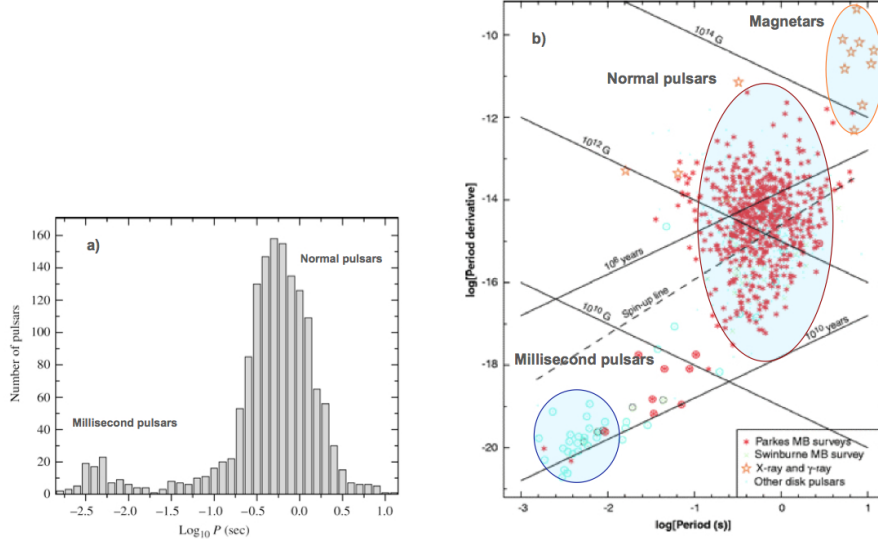 a)
Number of pulsars
160
140
120
100
80
60
40
20
0
Millisecond pulsars
Normal pulsars
−2.5
−2.0
−1.5
−1.0
−0.5
0.0
0.5
1.0
Log10 P (sec)
b)
Magnetars
Normal pulsars
Millisecond pulsars
log[Period derivative]
-10
-12
-14
-16
-18
-20
10^14 G
10^12 G
10^6 years
10^10 G
Spin-up line
10^10 years
Parkes MB surveys
Swinburne MB survey
X-ray and γ-ray
Other disk pulsars
-3
-2
-1
0
1
log[Period (s)]